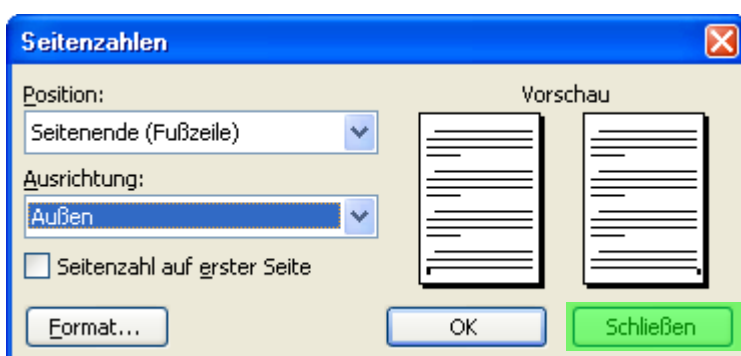 Seitenzahlen
Position:
Seitenende (Fußzeile)
Ausrichtung:
Außen
Seitenzahl auf erster Seite
Vorschau
Format...
OK
Schließen